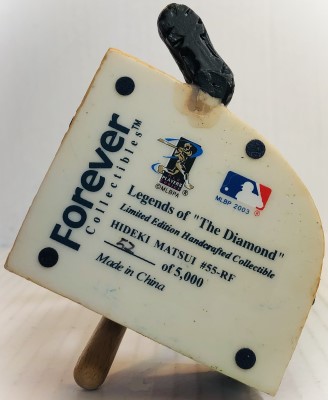 Forever
Collectibles™
PLAYERS
©MLBPA
MLBP 2003 ®
Legends of "The Diamond"
Limited Edition Handcrafted Collectible
HIDEKI MATSUI #55-RF
52 of 5,000
Made in China